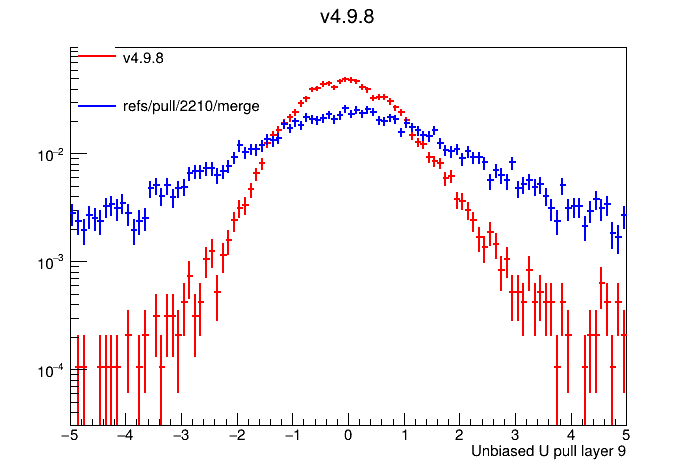 v4.9.8
v4.9.8
refs/pull/2210/merge
10−2
10−3
10−4
−5 −4 −3 −2 −1 0 1 2 3 4 5
Unbiased U pull layer 9